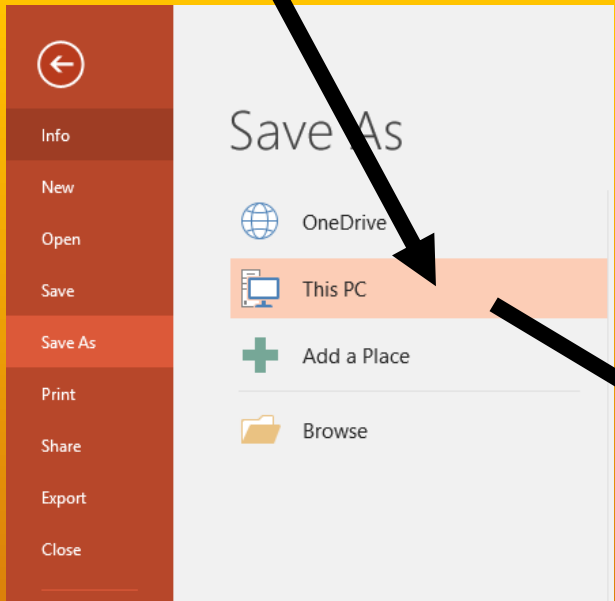 Info
New
Open
Save
Save As
Print
Share
Export
Close
Save As
OneDrive
This PC
Add a Place
Browse